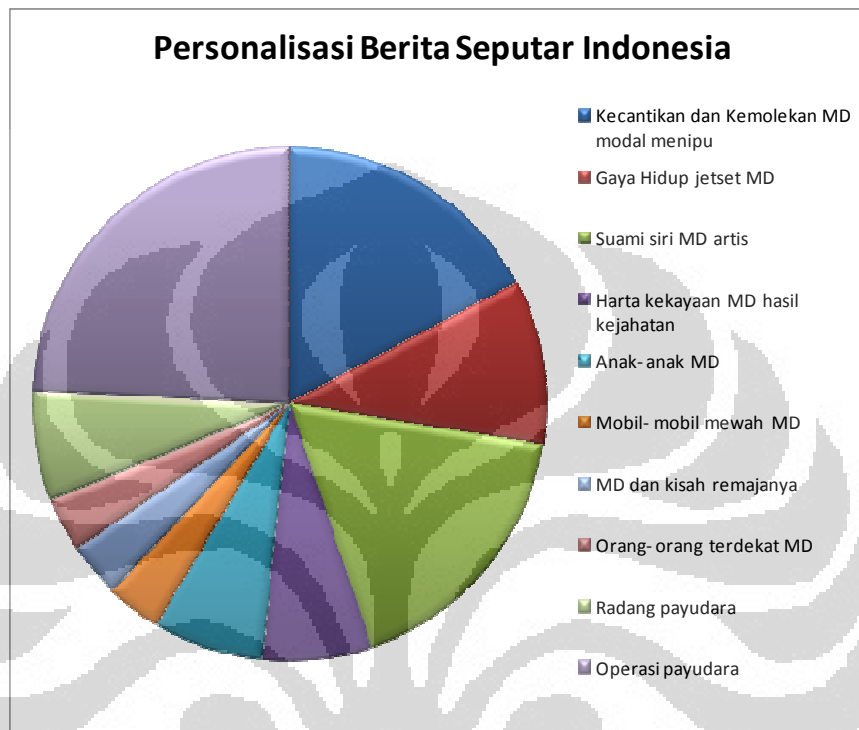 Personalisasi Berita Seputar Indonesia
Kecantikan dan Kemolekan MD
modal menipu
Gaya Hidup jetset MD
Suami siri MD artis
Harta kekayaan MD hasil
kejahatan
Anak- anak MD
Mobil- mobil mewah MD
MD dan kisah remajanya
Orang- orang terdekat MD
Radang payudara
Operasi payudara